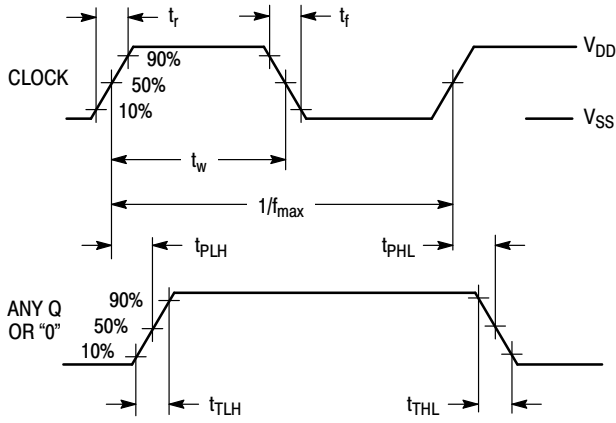 t_r
t_f
90%
V_DD
CLOCK
50%
10%
V_SS
t_w
1/f_max
t_PLH
t_PHL
90%
ANY Q
OR “0”
50%
10%
t_TLH
t_THL